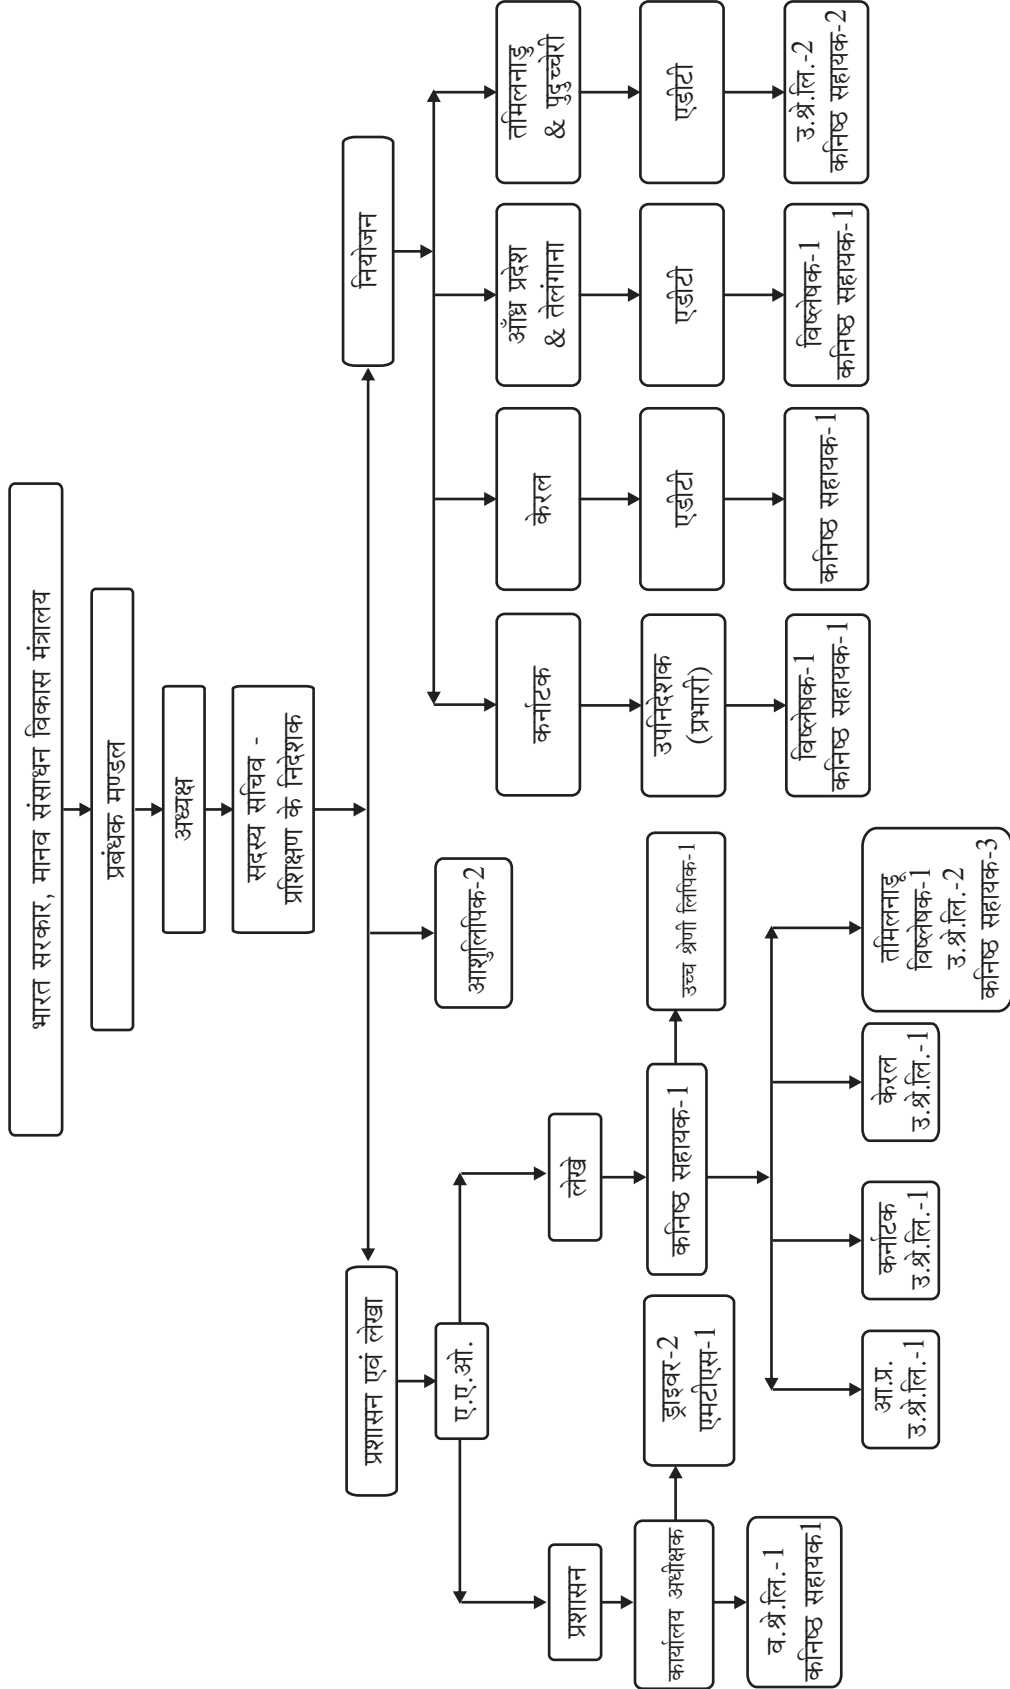 भारत सरकार, मानव संसाधन विकास मंत्रालय
प्रबंधक मण्डल
अध्यक्ष
सदस्य सचिव -
प्रशिक्षण के निदेशक
प्रशासन एवं लेखा
आशुलिपिक-2
नियोजन
ए.ए.ओ.
प्रशासन
लेखे
कार्यालय अधीक्षक
ड्राइवर-2
एमटीएस-1
व.श्रे.लि.-1
कनिष्ठ सहायक1
कनिष्ठ सहायक-1
उच्च श्रेणी लिपिक-1
आ.प्र.
उ.श्रे.लि.-1
कर्नाटक
उ.श्रे.लि.-1
केरल
उ.श्रे.लि.-1
तमिलनाडु
विष्लेषक-1
उ.श्रे.लि.-2
कनिष्ठ सहायक-3
कर्नाटक
उपनिदेशक
(प्रभारी)
विष्लेषक-1
कनिष्ठ सहायक-1
केरल
एडीटी
कनिष्ठ सहायक-1
आँध्र प्रदेश
& तेलंगाना
एडीटी
विष्लेषक-1
कनिष्ठ सहायक-1
तमिलनाडु
& पुदुच्चेरी
एडीटी
उ.श्रे.लि.-2
कनिष्ठ सहायक-2